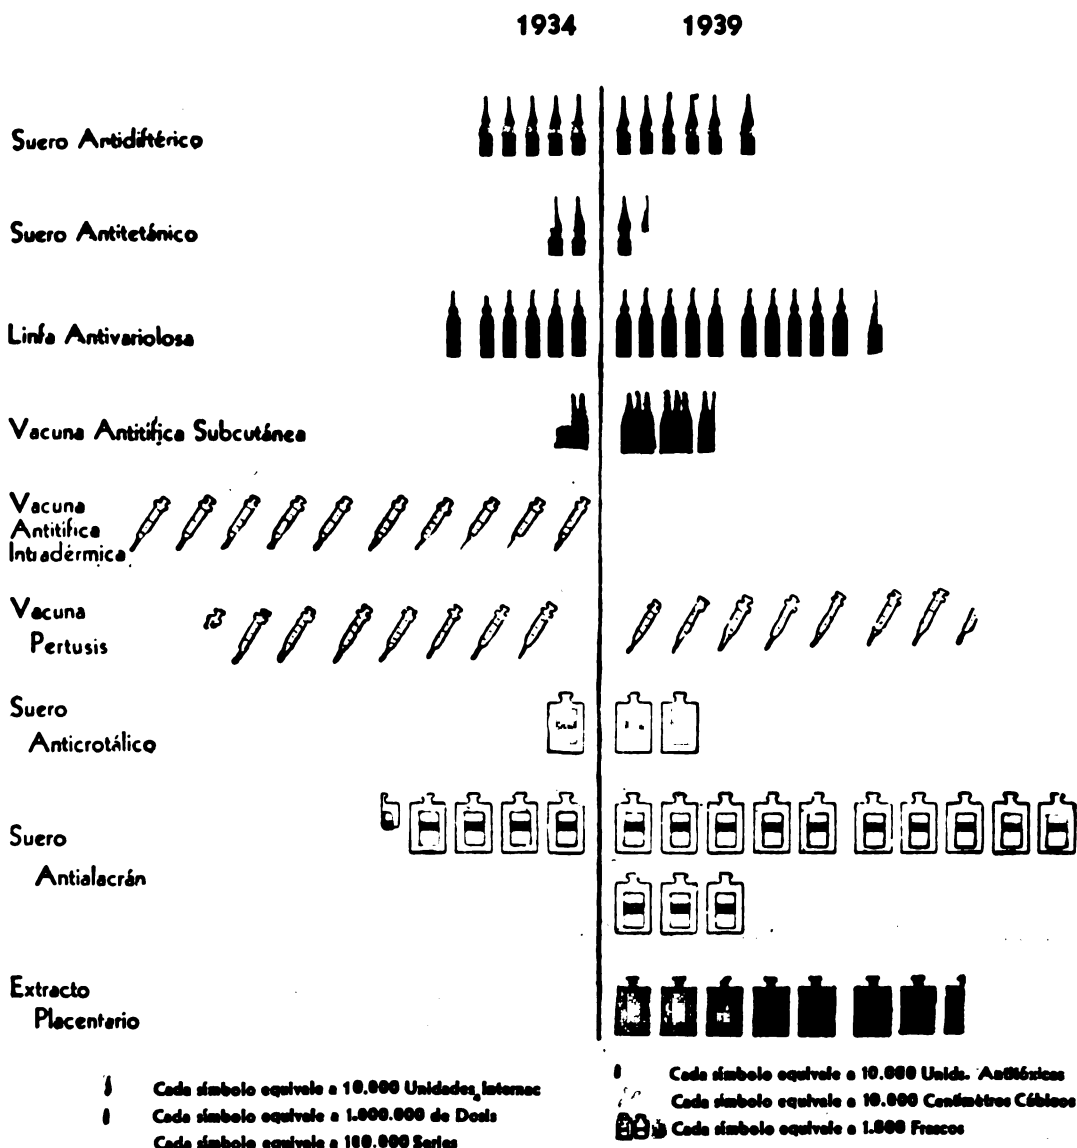 1934 1939
Suero Antidiftérico
Suero Antitetánico
Linfa Antivariolosa
Vacuna Antitífica Subcutánea
Vacuna
Antitífica
Intradérmica
Vacuna
Pertusis
Suero
Anticrotálico
Suero
Antialacrán
Extracto
Placentario
Cada símbolo equivale a 10.000 Unidades Internac
Cada símbolo equivale a 1.000.000 de Dosis
Cada símbolo equivale a 100.000 Series
Cada símbolo equivale a 10.000 Unids. Antitóxicas
Cada símbolo equivale a 10.000 Centímetros Cúbicos
Cada símbolo equivale a 1.000 Frascos